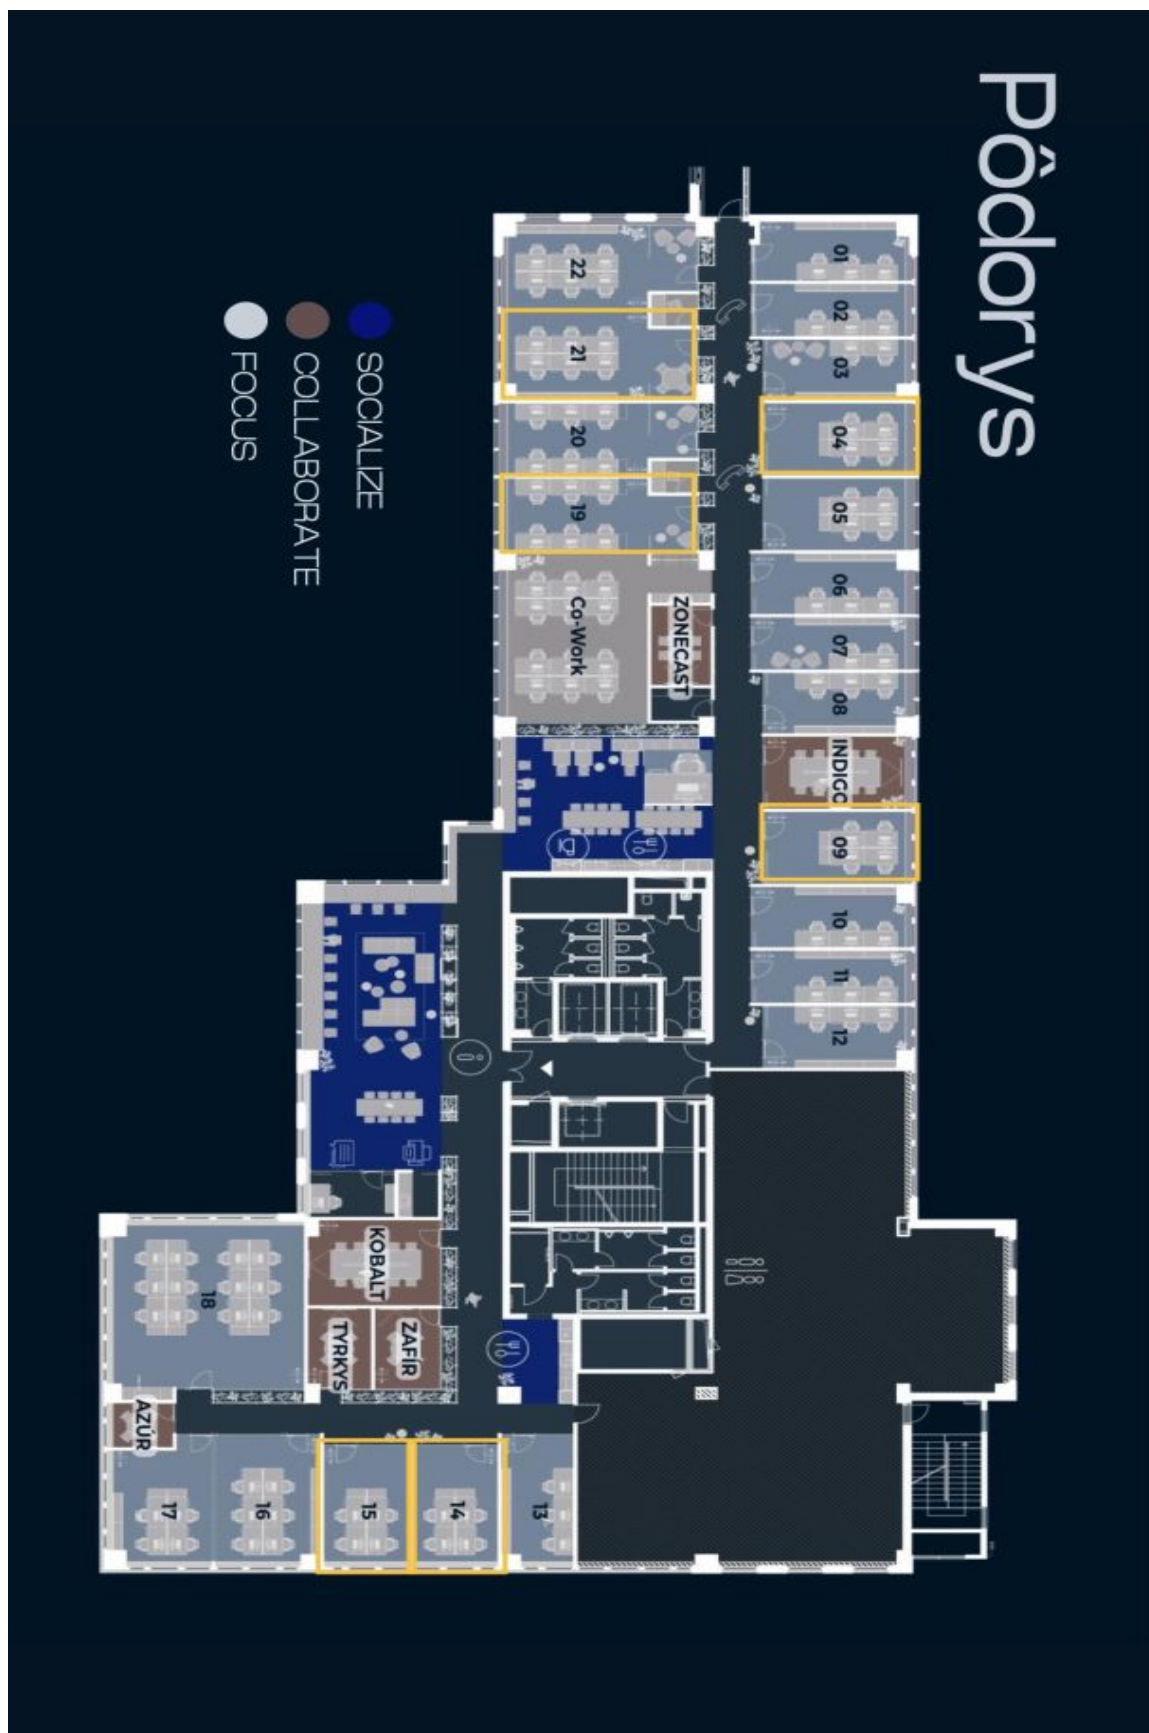 Pôdorys
SOCIALIZE
COLLABORATE
FOCUS
01
02
03
04
05
06
07
08
INDIGO
09
10
11
12
22
21
20
19
Co-Work
ZONECAST
KOBALT
TYRKYS
ZAFÍR
18
AZÚR
17
16
15
14
13